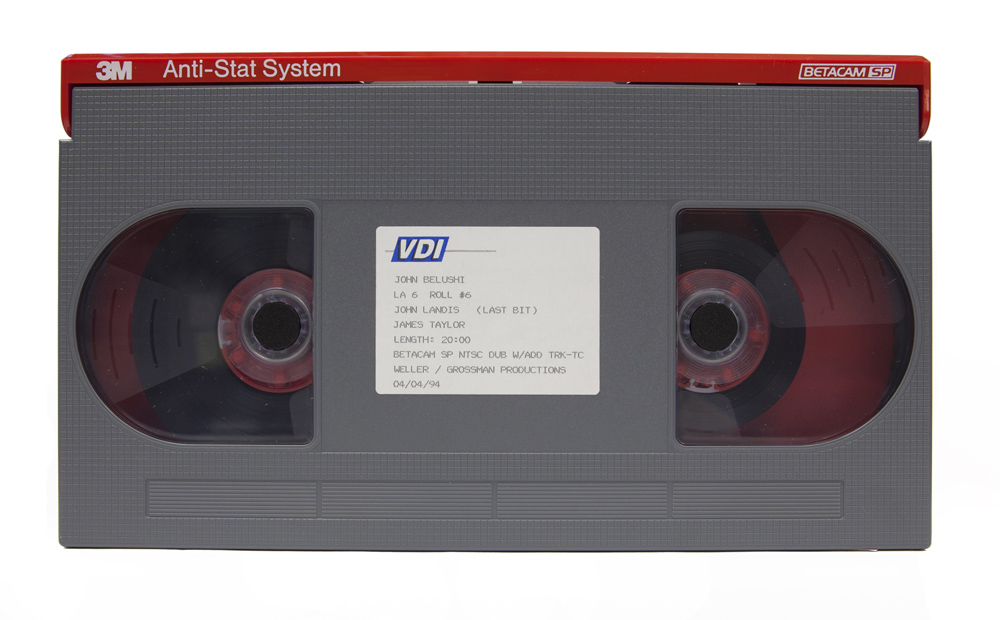 3M Anti-Stat System BETACAM SP
VDI
JOHN BELUSHI
LA 6 ROLL #6
JOHN LANDIS (LAST BIT)
JAMES TAYLOR
LENGTH: 20:00
BETACAM SP NTSC DUB W/ADD TRK-TC
WELLER / GROSSMAN PRODUCTIONS
04/04/94